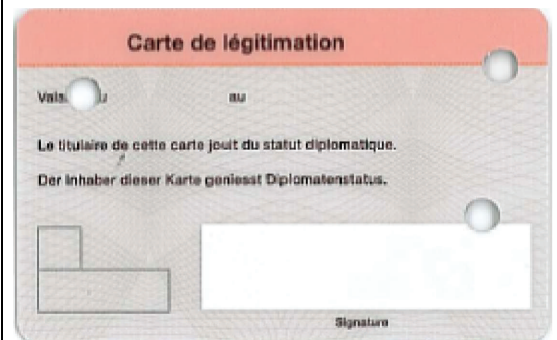 Carte de légitimation
au
Le titulaire de cette carte jouit du statut diplomatique.
Der Inhaber dieser Karte geniesst Diplomatenstatus.
Signature